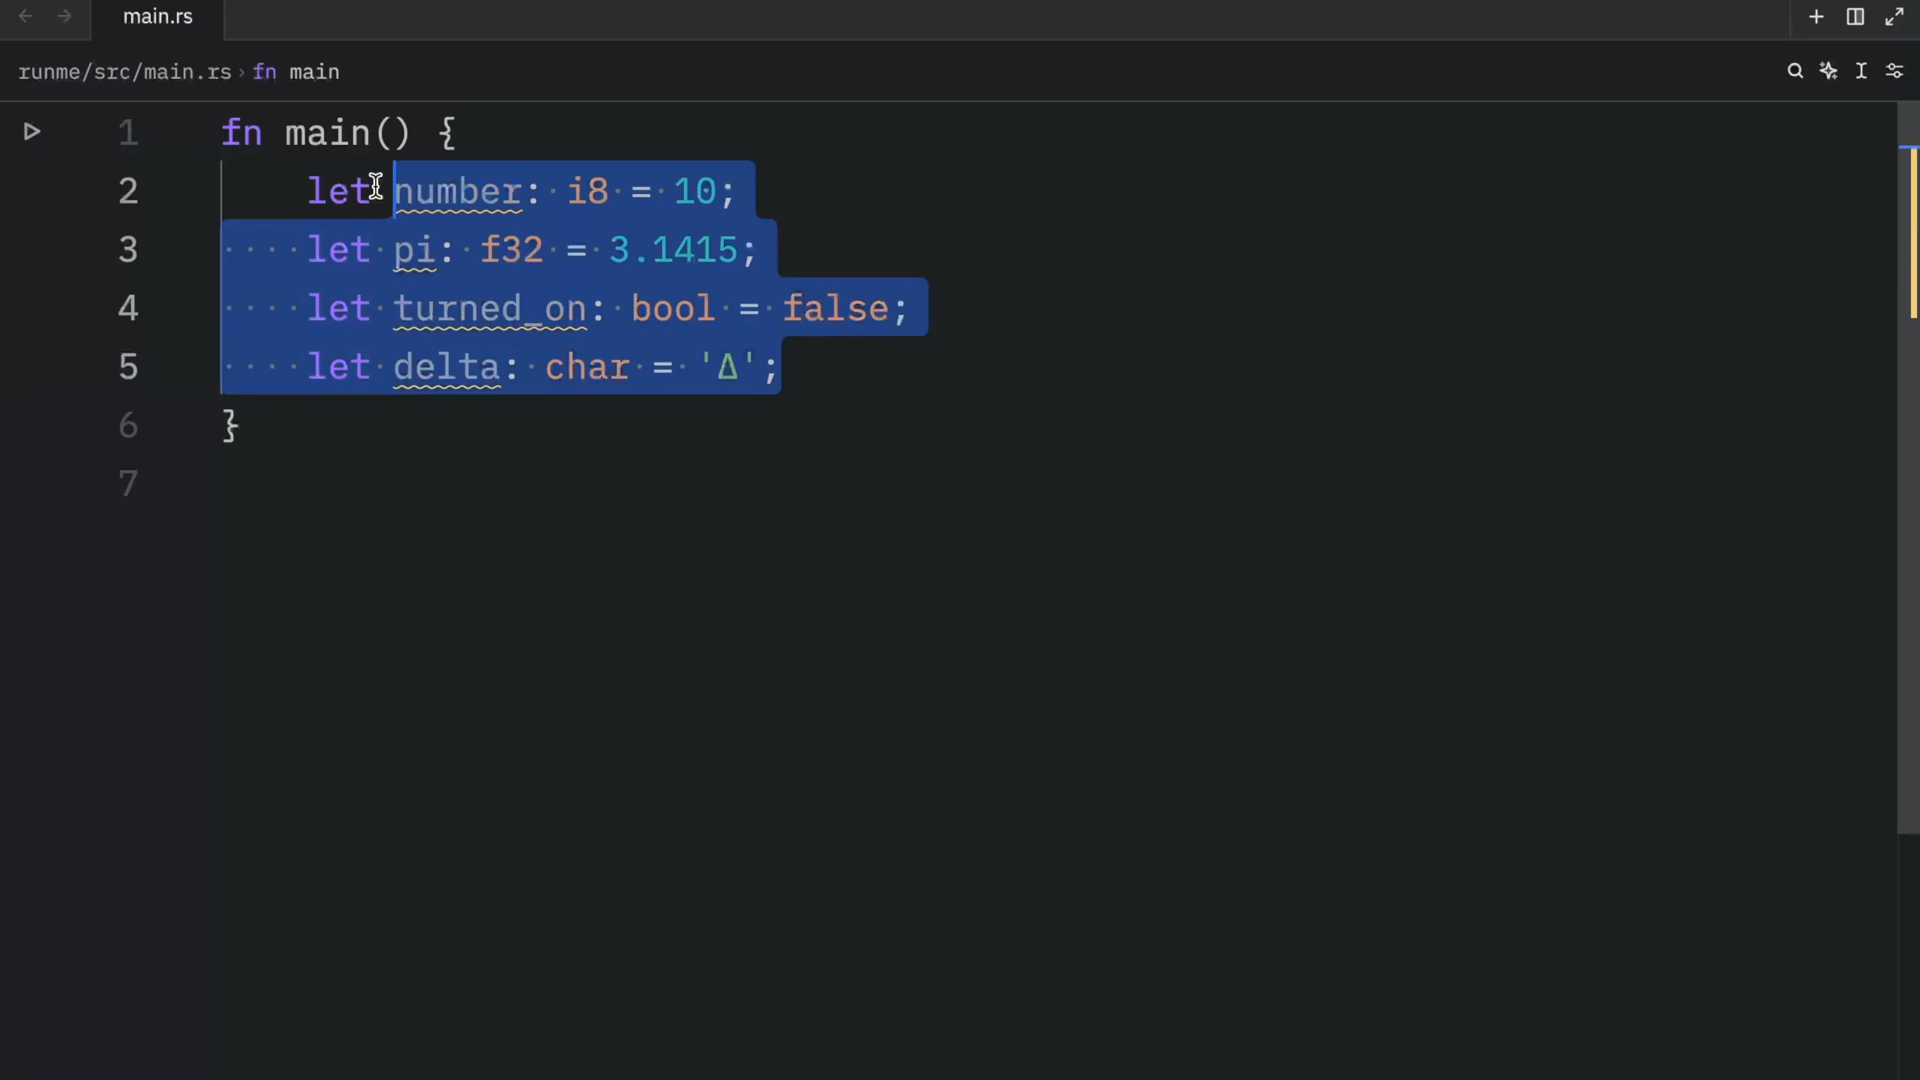 main.rs
runme/src/main.rs › fn main
1 fn main() {
2     let number: i8 = 10;
3     let pi: f32 = 3.1415;
4     let turned_on: bool = false;
5     let delta: char = 'Δ';
6 }
7